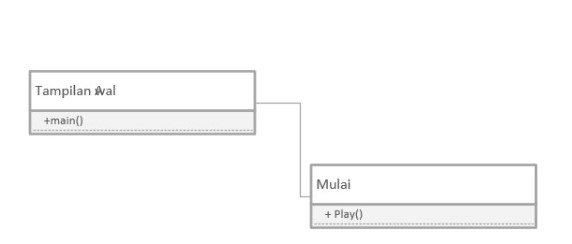 Tampilan Awal
+main()
Mulai
+ Play()